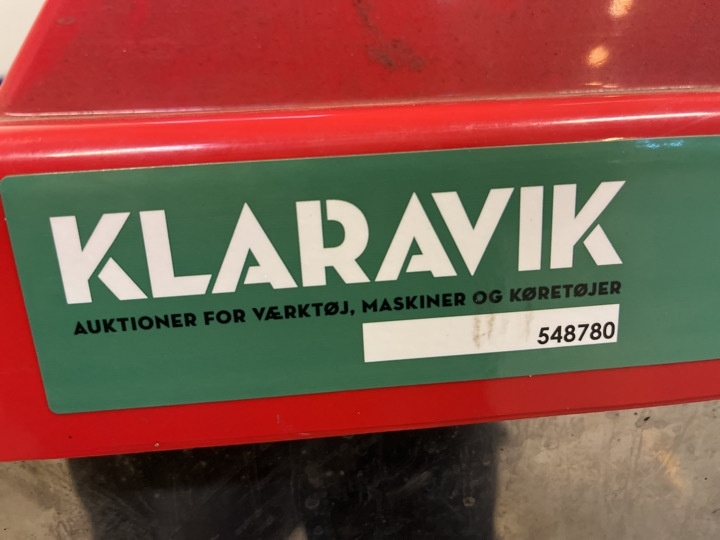 KLARAVIK
AUKTIONER FOR VÆRKTØJ, MASKINER OG KØRETØJER
548780